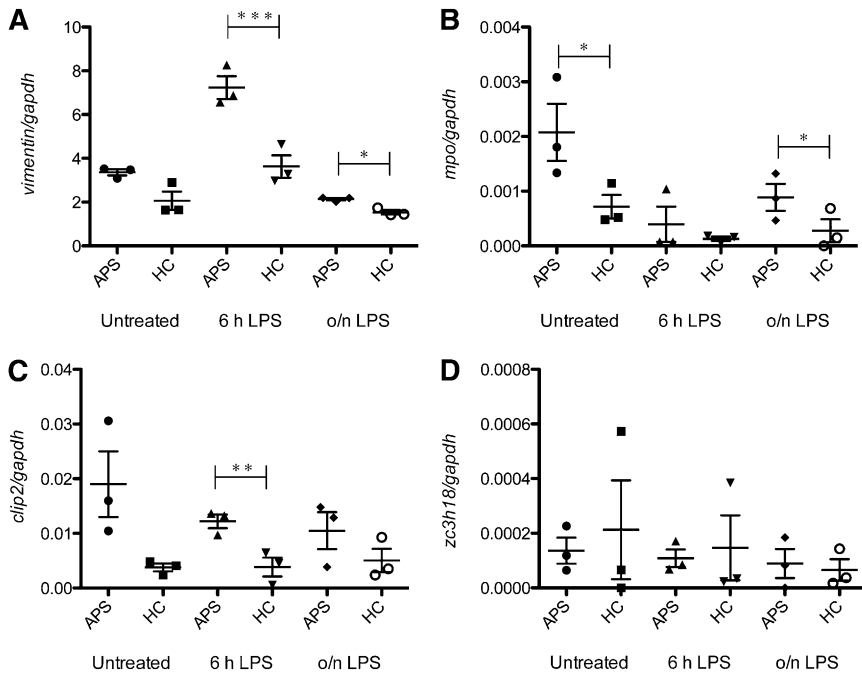 A
B
vimentin/gapdh
10
8
6
4
2
0
***
*
APS HC APS HC APS HC
Untreated 6 h LPS o/n LPS
mpo/gapdh
0.004
0.003
0.002
0.001
0.000
*
*
APS HC APS HC APS HC
Untreated 6 h LPS o/n LPS
C
D
clip2/gapdh
0.04
0.03
0.02
0.01
0.00
**
APS HC APS HC APS HC
Untreated 6 h LPS o/n LPS
zc3h18/gapdh
0.0008
0.0006
0.0004
0.0002
0.0000
APS HC APS HC APS HC
Untreated 6 h LPS o/n LPS